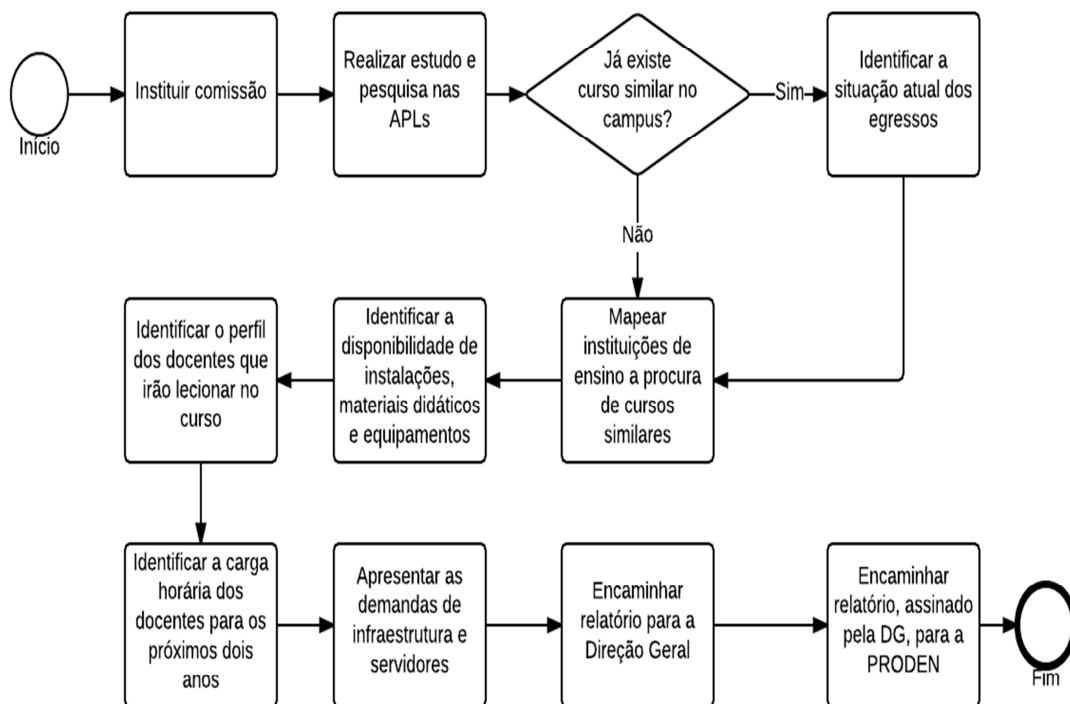 Início
Instituir comissão
Realizar estudo e
pesquisa nas
APLs
Já existe
curso similar no
campus?
Sim
Identificar a
situação atual dos
egressos
Não
Mapear
instituições de
ensino a procura
de cursos
similares
Identificar a
disponibilidade de
instalações,
materiais didáticos
e equipamentos
Identificar o perfil
dos docentes que
irão lecionar no
curso
Identificar a carga
horária dos
docentes para os
próximos dois
anos
Apresentar as
demandas de
infraestrutura e
servidores
Encaminhar
relatório para a
Direção Geral
Encaminhar
relatório, assinado
pela DG, para a
PRODEN
Fim